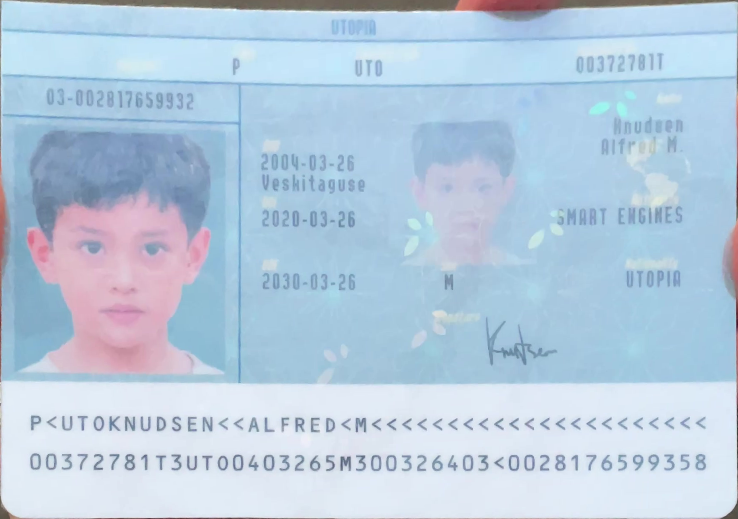 UTOPIA
P UTO 00372781T
03-002817659932
Knudsen
Alfred M.
2004-03-26
Veskitaguse
2020-03-26 SMART ENGINES
2030-03-26 M UTOPIA
Knutsen
P<UTOKNUDSEN<<ALFRED<M<<<<<<<<<<<<<<<<<<<<<<
00372781T3UTO0403265M300326403<0028176599358